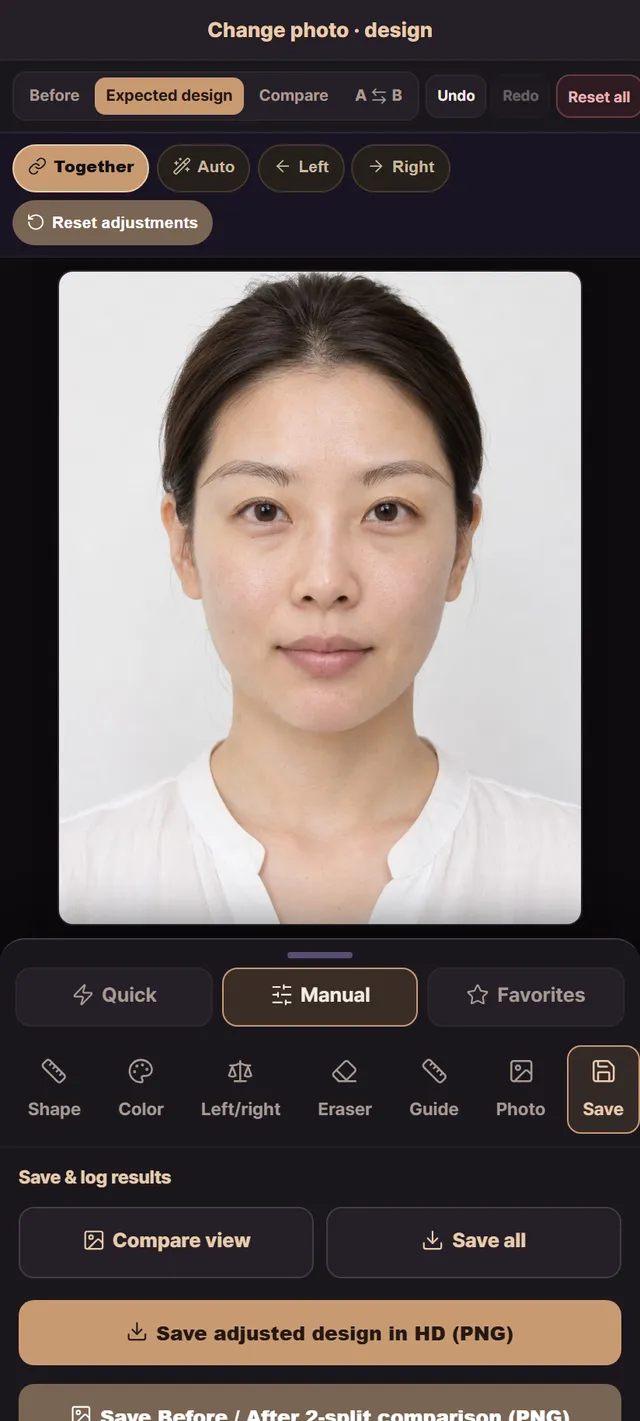 Change photo · design
Before Expected design Compare A ⇆ B Undo Redo Reset all
Together Auto ← Left → Right
Reset adjustments
Quick Manual Favorites
Shape Color Left/right Eraser Guide Photo Save
Save & log results
Compare view Save all
Save adjusted design in HD (PNG)
Save Before / After 2-split comparison (PNG)